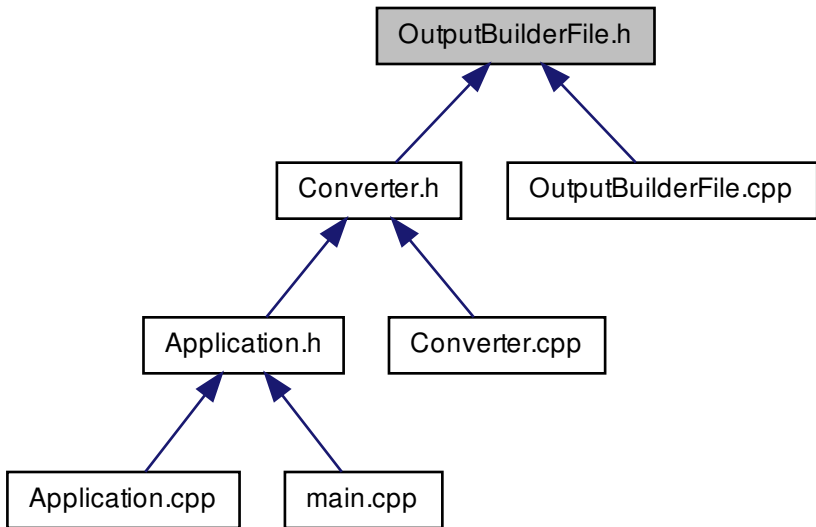 OutputBuilderFile.h
Converter.h
OutputBuilderFile.cpp
Application.h
Converter.cpp
Application.cpp
main.cpp